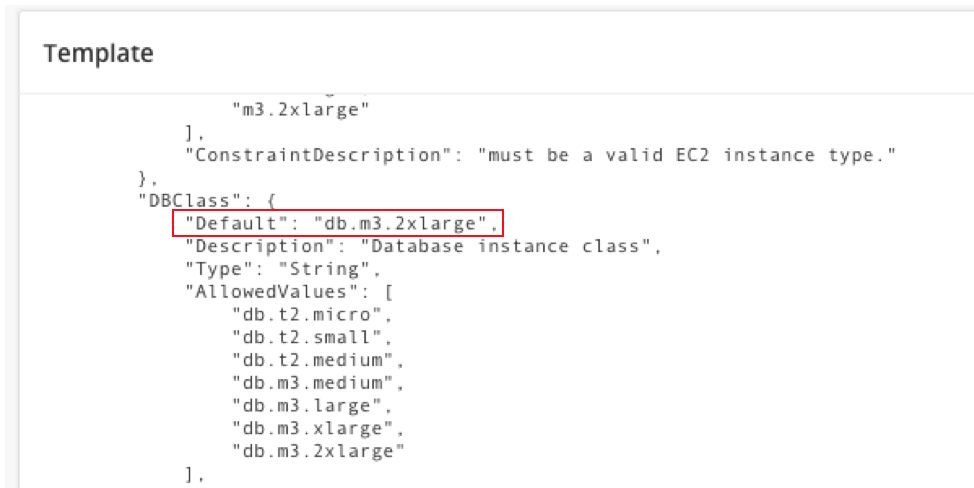 Template
"m3.2xlarge"
],
"ConstraintDescription": "must be a valid EC2 instance type."
},
"DBClass": {
"Default": "db.m3.2xlarge",
"Description": "Database instance class",
"Type": "String",
"AllowedValues": [
"db.t2.micro",
"db.t2.small",
"db.t2.medium",
"db.m3.medium",
"db.m3.large",
"db.m3.xlarge",
"db.m3.2xlarge"
],